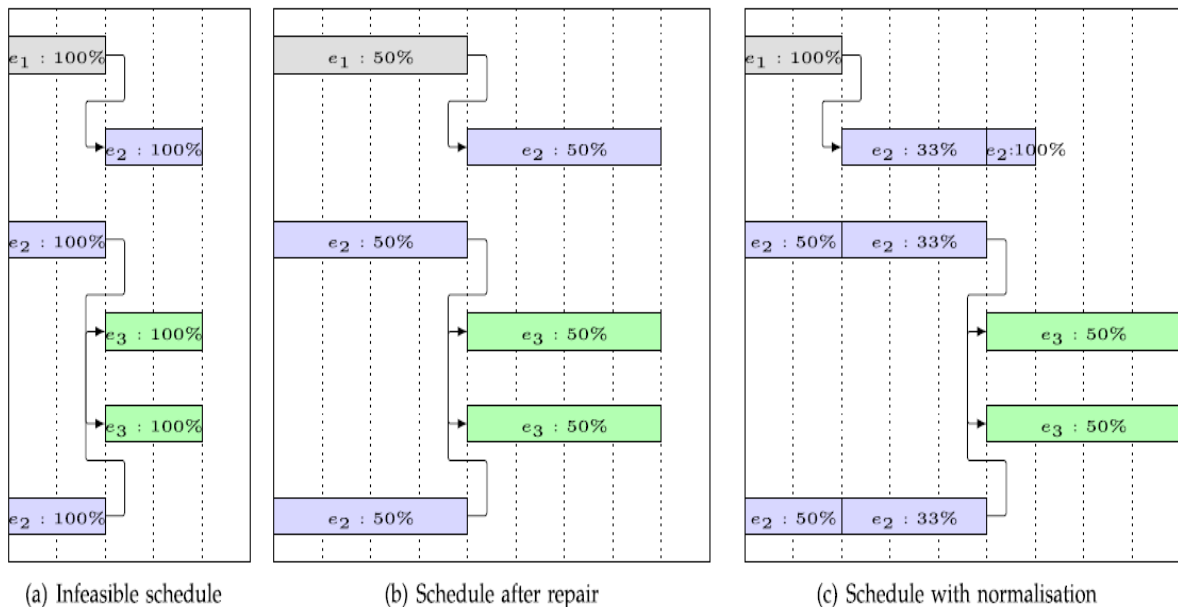 e1 : 100%
e2 : 100%
e2 : 100%
e3 : 100%
e3 : 100%
e2 : 100%
(a) Infeasible schedule
e1 : 50%
e2 : 50%
e2 : 50%
e3 : 50%
e3 : 50%
e2 : 50%
(b) Schedule after repair
e1 : 100%
e2 : 33% e2:100%
e2 : 50% e2 : 33%
e3 : 50%
e3 : 50%
e2 : 50% e2 : 33%
(c) Schedule with normalisation